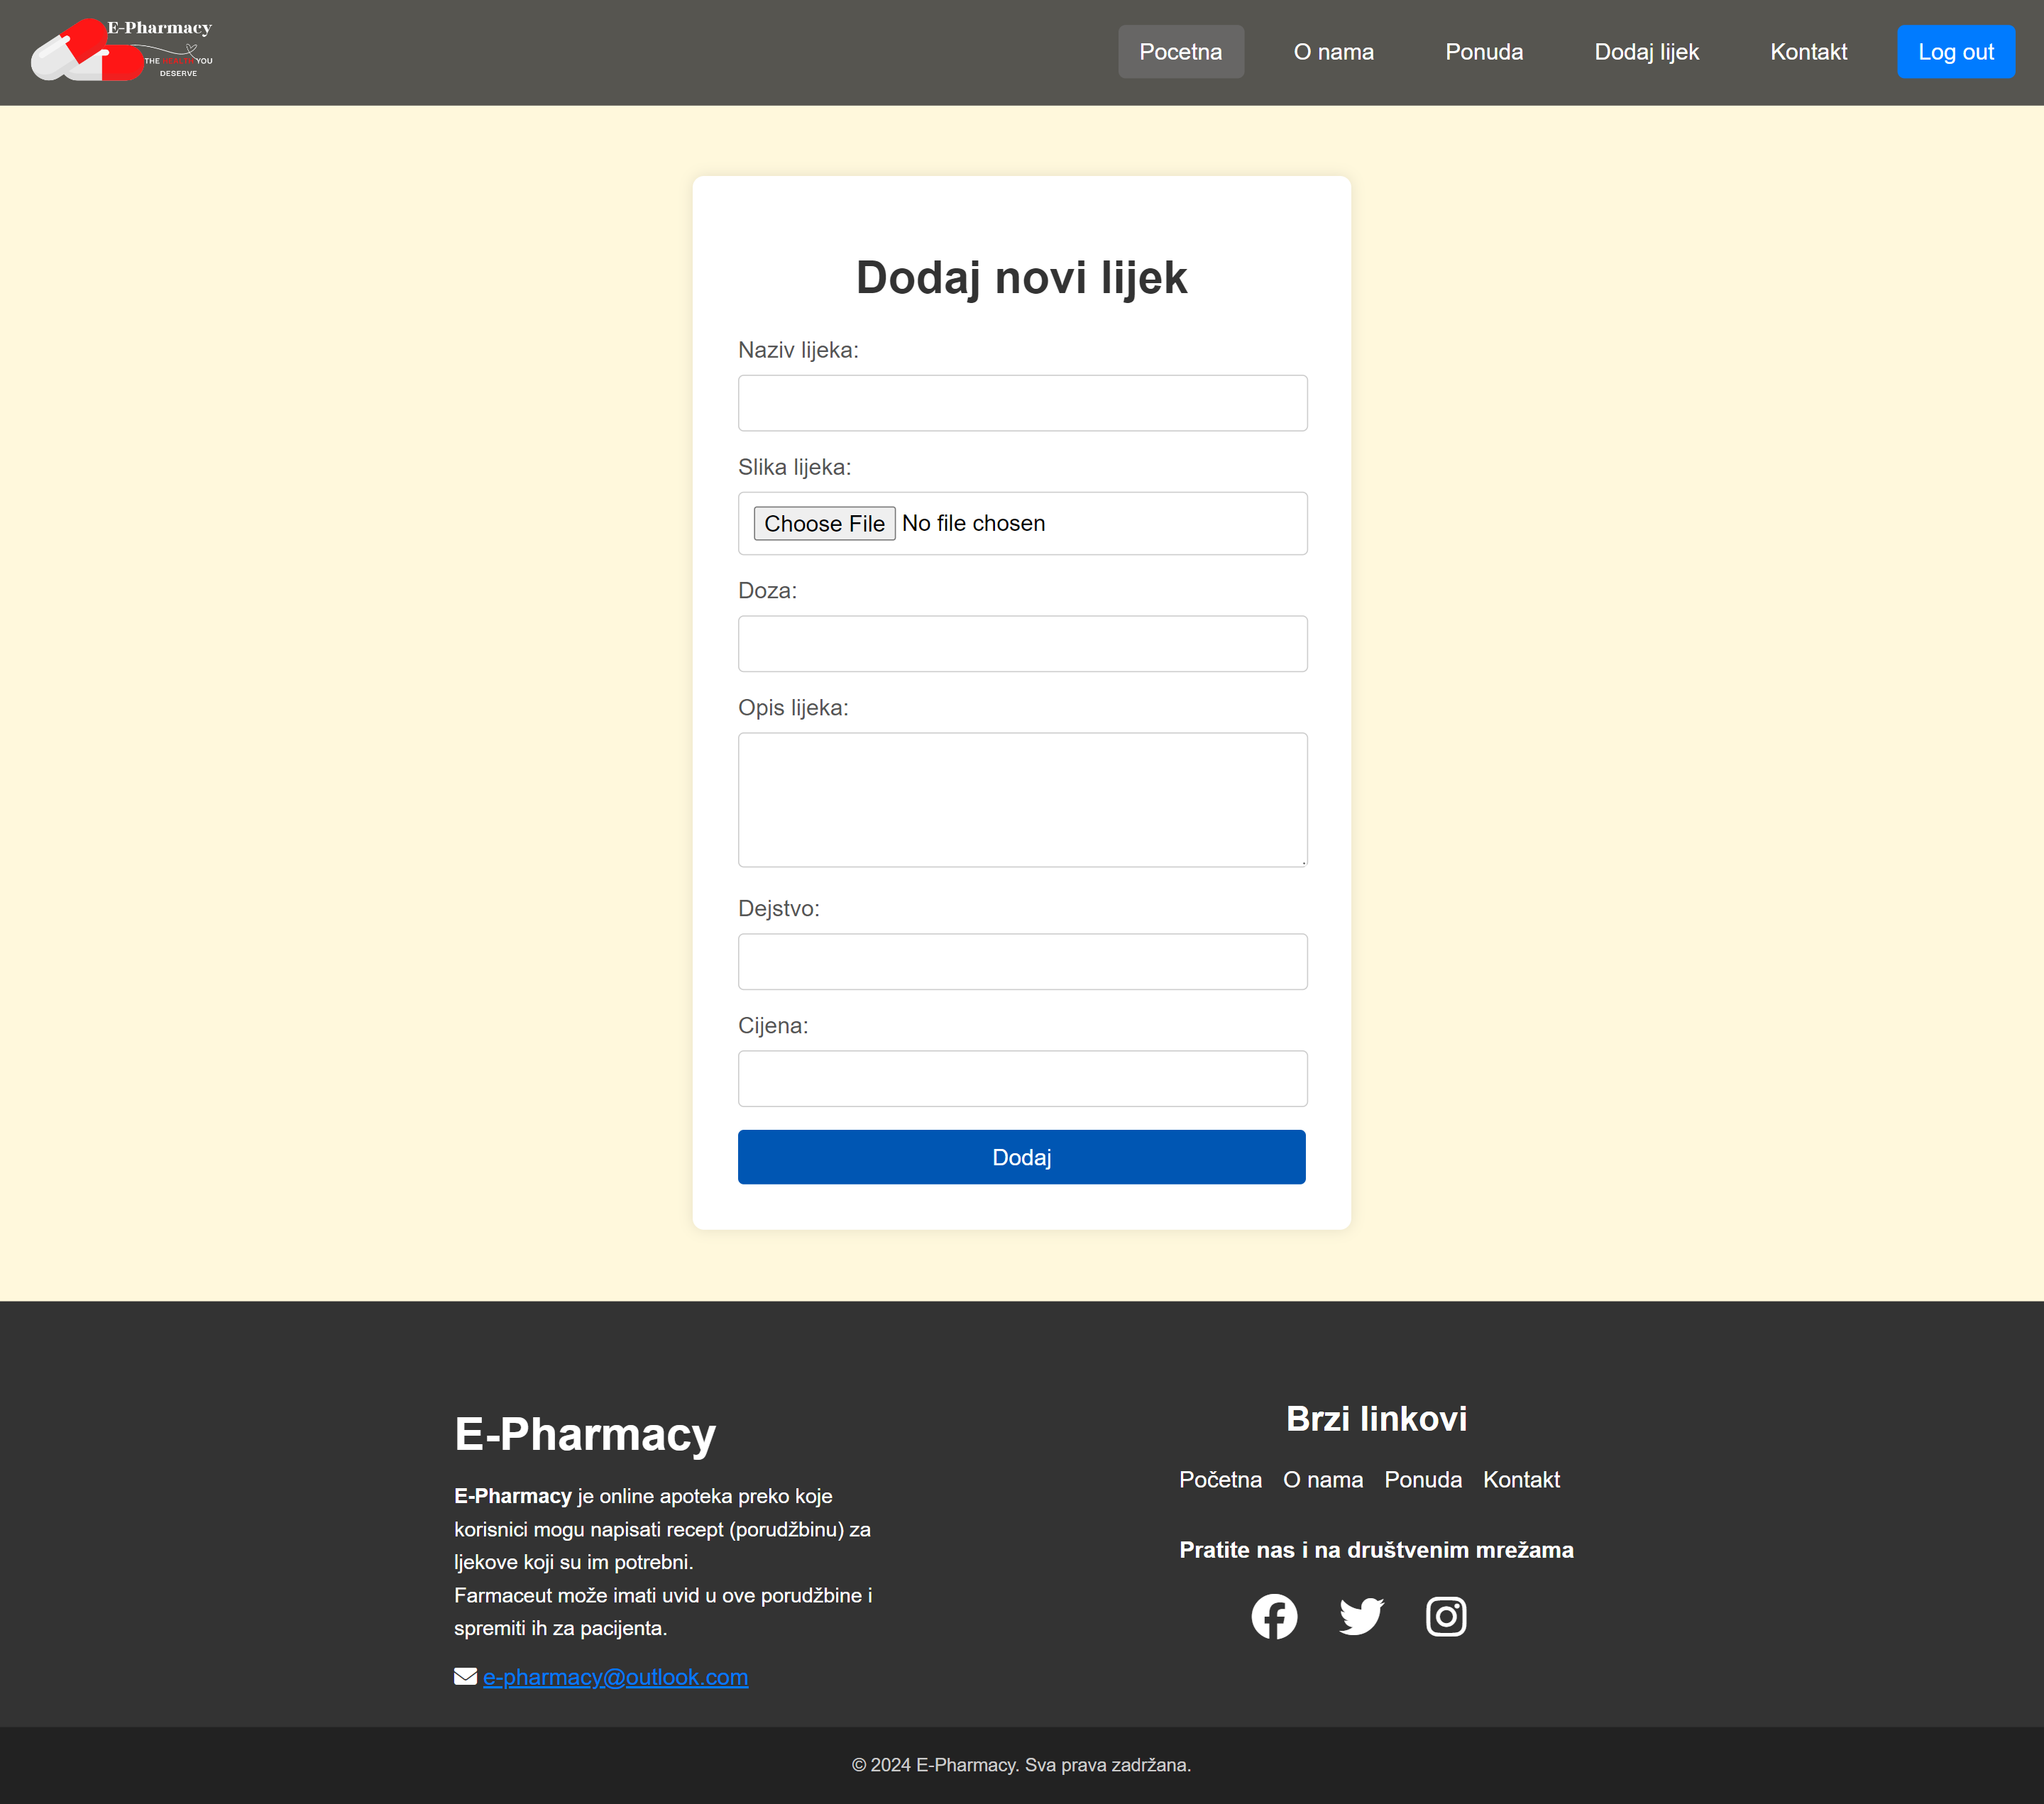 E-Pharmacy
THE HEALTH YOU
DESERVE
Pocetna O nama Ponuda Dodaj lijek Kontakt Log out
Dodaj novi lijek
Naziv lijeka:
Slika lijeka:
Choose File No file chosen
Doza:
Opis lijeka:
Dejstvo:
Cijena:
Dodaj
E-Pharmacy
E-Pharmacy je online apoteka preko koje
korisnici mogu napisati recept (porudžbinu) za
ljekove koji su im potrebni.
Farmaceut može imati uvid u ove porudžbine i
spremiti ih za pacijenta.
e-pharmacy@outlook.com
Brzi linkovi
Početna O nama Ponuda Kontakt
Pratite nas i na društvenim mrežama
© 2024 E-Pharmacy. Sva prava zadržana.